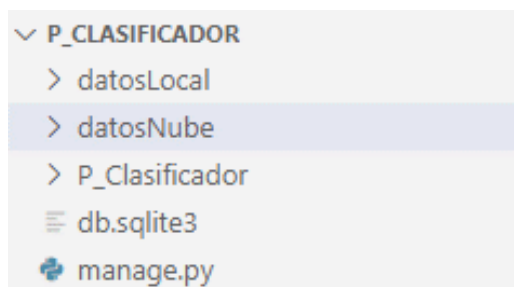 P_CLASIFICADOR
datosLocal
datosNube
P_Clasificador
db.sqlite3
manage.py